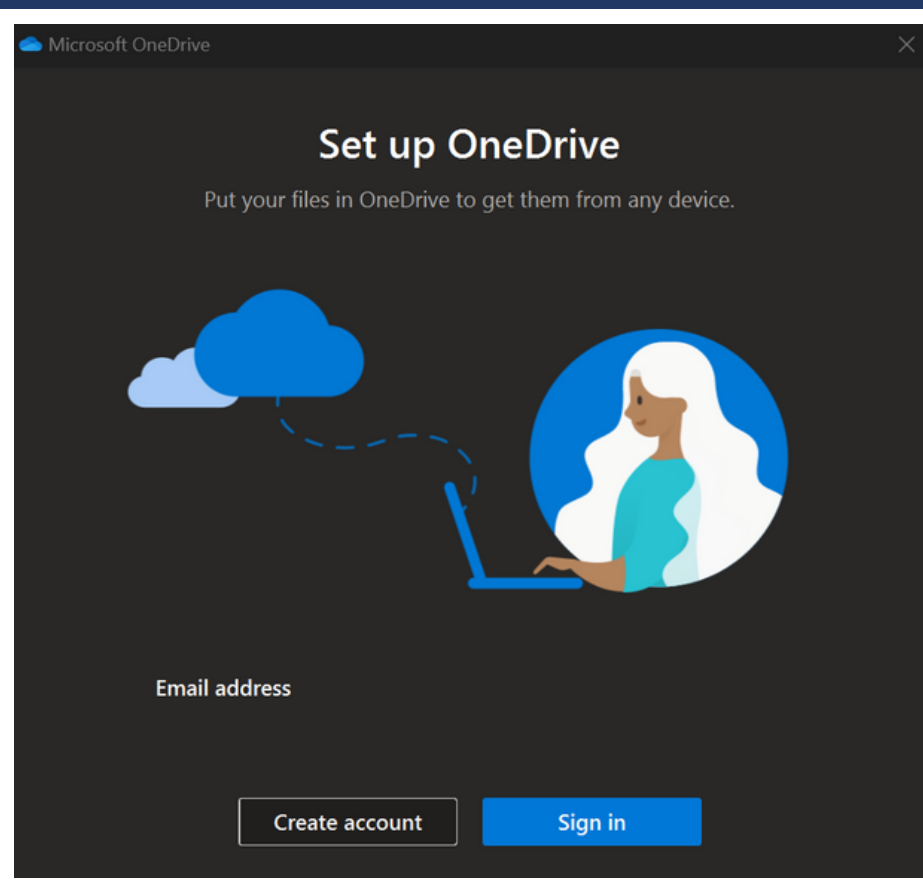 Microsoft OneDrive
Set up OneDrive
Put your files in OneDrive to get them from any device.
Email address
Create account
Sign in